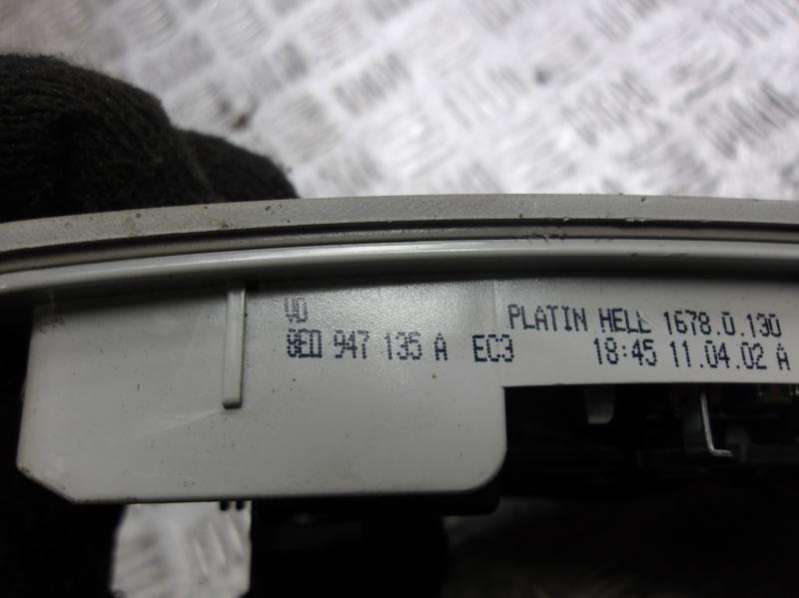 VD
8E0 947 135 A EC3
PLATIN HELL 1678.0.130
18:45 11.04.02 A